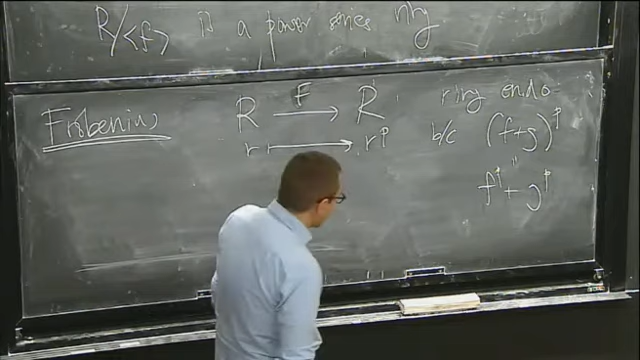 R/<f> is a power series ring
Frobenius R F→ R ring endo.
r ↦ r^p b/c (f+g)^p
"
f^p + g^p